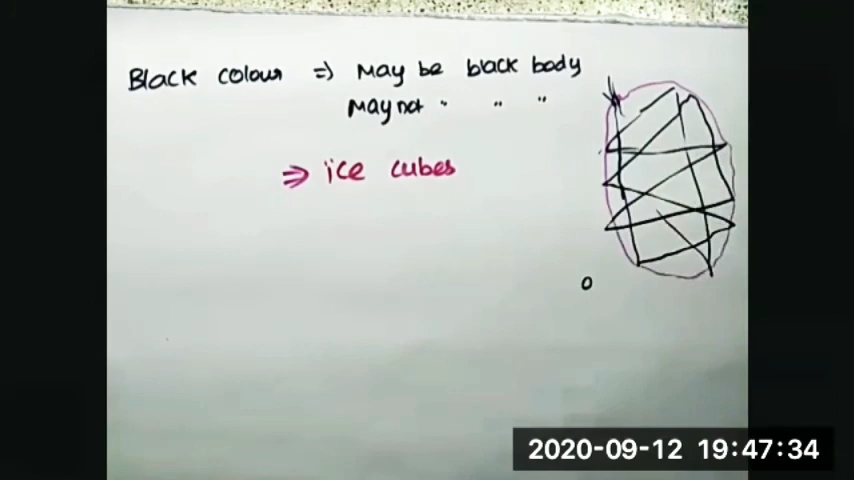 Black colour => May be black body
May not " " "
=> ice cubes
o
2020-09-12 19:47:34